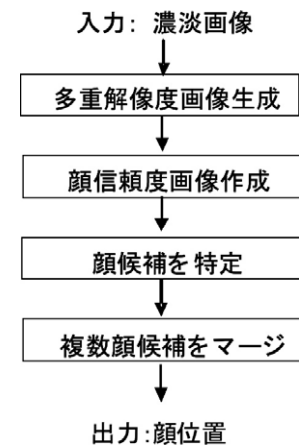 入力: 濃淡画像
多重解像度画像生成
顔信頼度画像作成
顔候補を 特定
複数顔候補をマージ
出力:顔位置